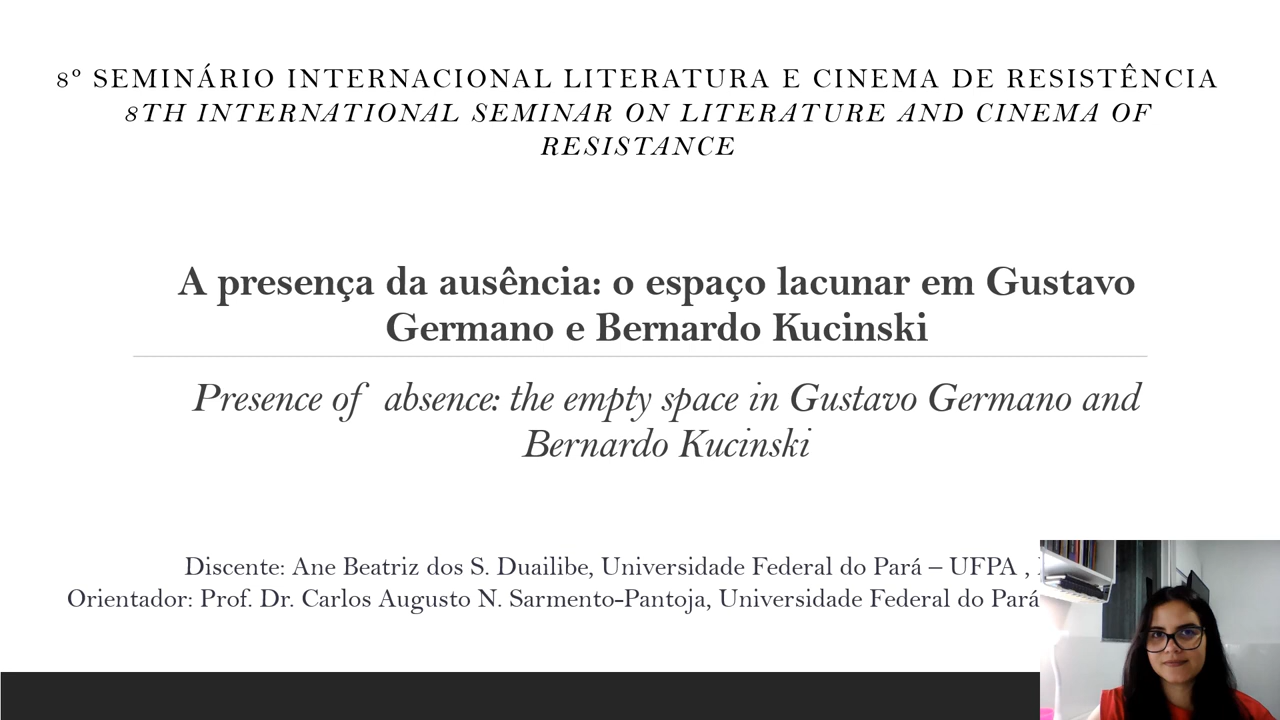 8º SEMINÁRIO INTERNACIONAL LITERATURA E CINEMA DE RESISTÊNCIA
8TH INTERNATIONAL SEMINAR ON LITERATURE AND CINEMA OF
RESISTANCE
A presença da ausência: o espaço lacunar em Gustavo
Germano e Bernardo Kucinski
Presence of absence: the empty space in Gustavo Germano and
Bernardo Kucinski
Discente: Ane Beatriz dos S. Duailibe, Universidade Federal do Pará – UFPA ,
Orientador: Prof. Dr. Carlos Augusto N. Sarmento-Pantoja, Universidade Federal do Pará